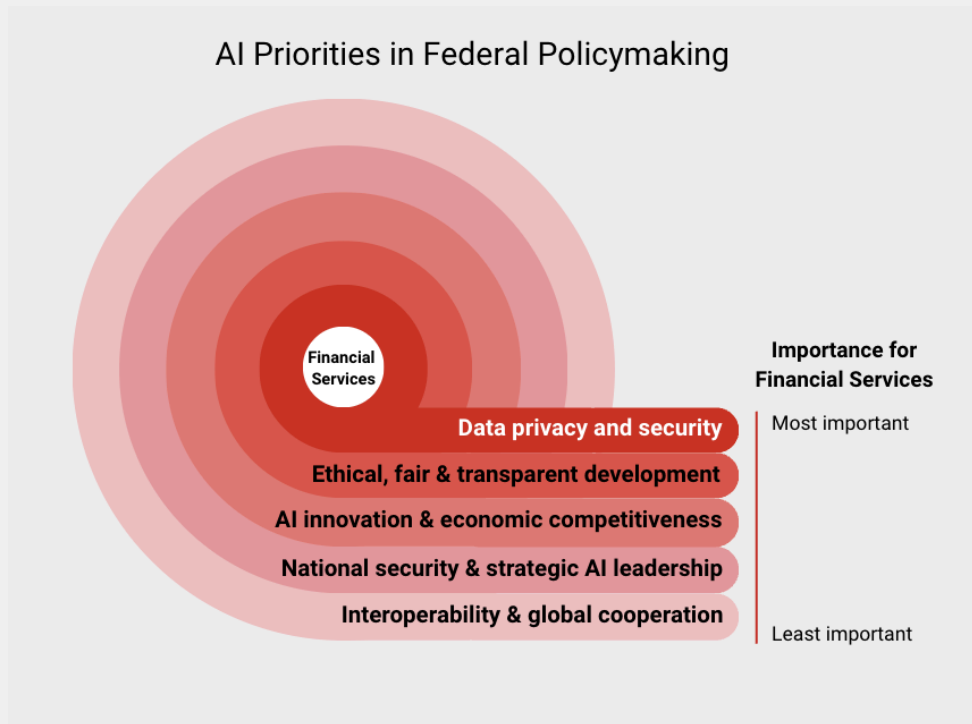 AI Priorities in Federal Policymaking
Financial
Services
Data privacy and security
Ethical, fair & transparent development
AI innovation & economic competitiveness
National security & strategic AI leadership
Interoperability & global cooperation
Importance for
Financial Services
Most important
Least important